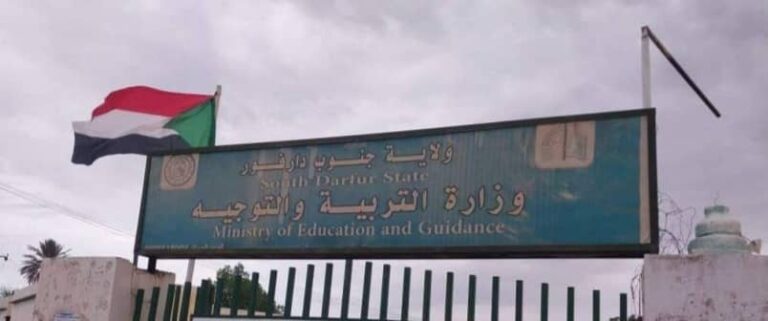 ولاية جنوب دارفور
South Darfur State
وزارة التربية والتوجيه
Ministry of Education and Guidance